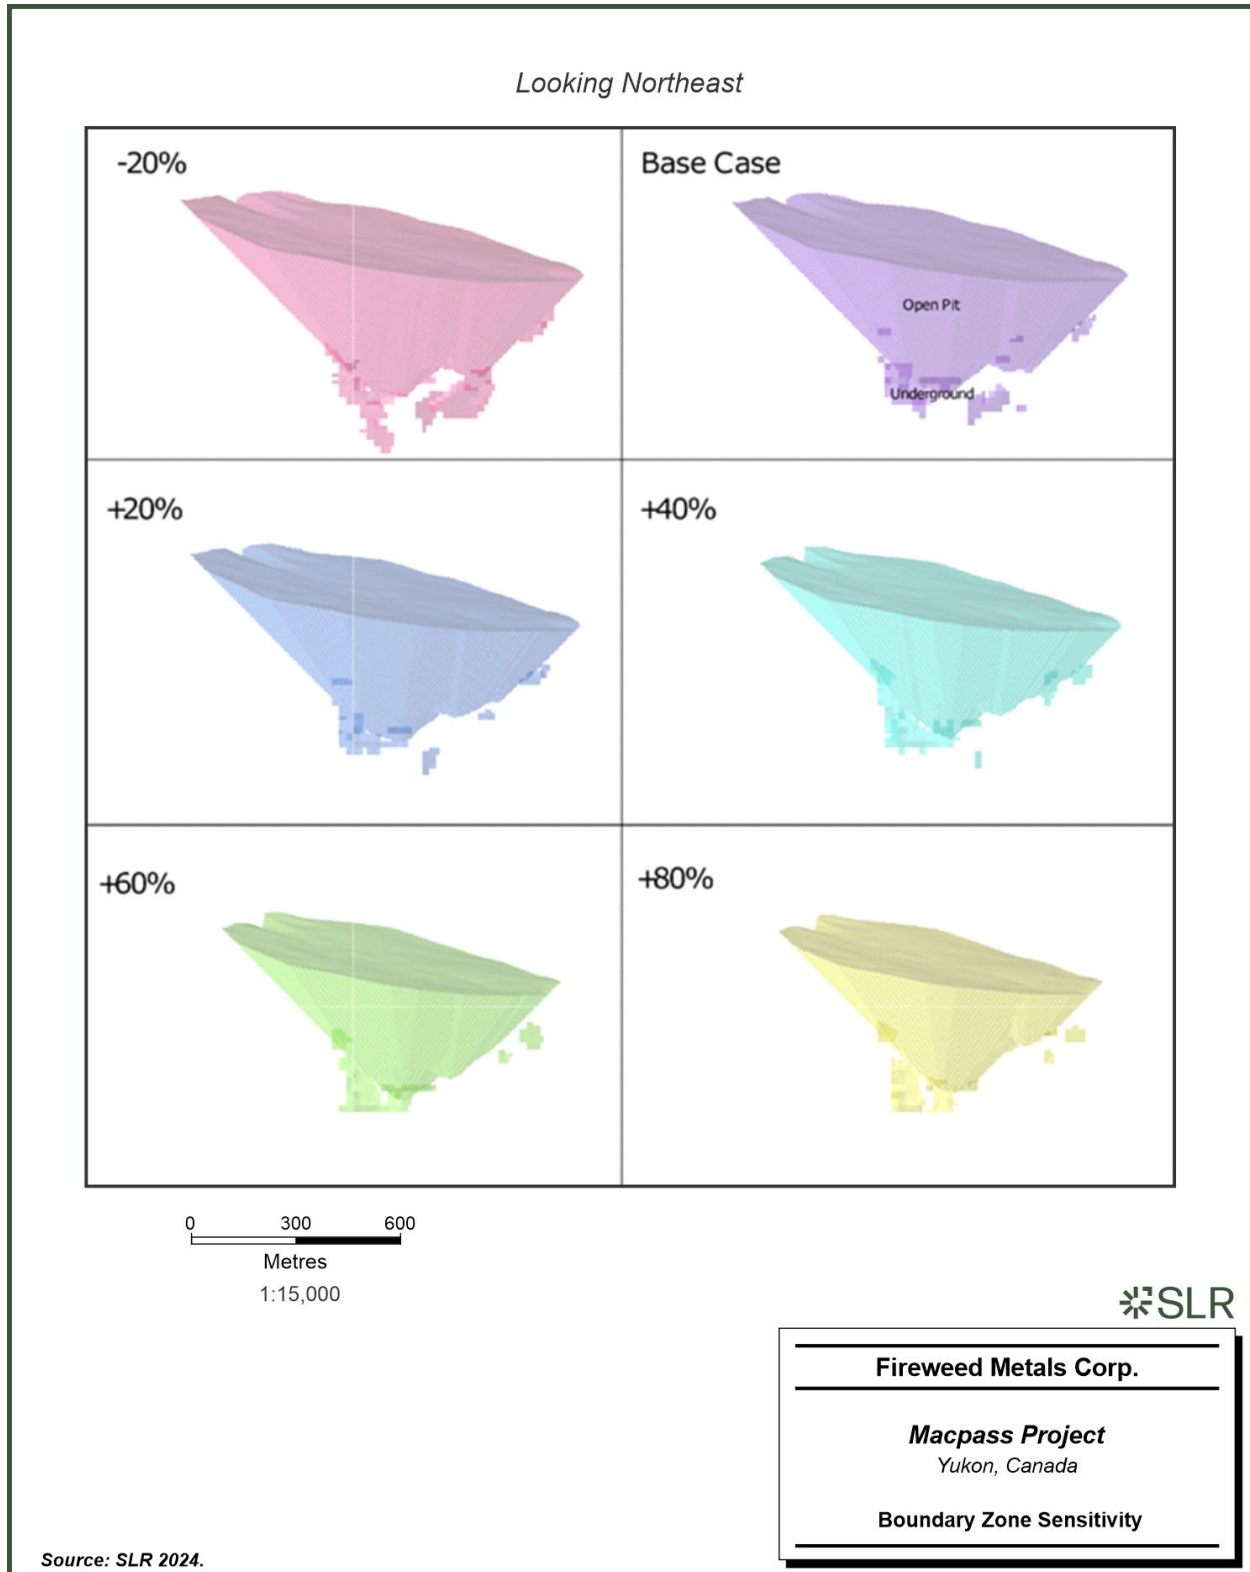 Looking Northeast
-20%
Base Case
Open Pit
Underground
+20%
+40%
+60%
+80%
0 300 600
Metres
1:15,000
SLR
Fireweed Metals Corp.
Macpass Project
Yukon, Canada
Boundary Zone Sensitivity
Source: SLR 2024.